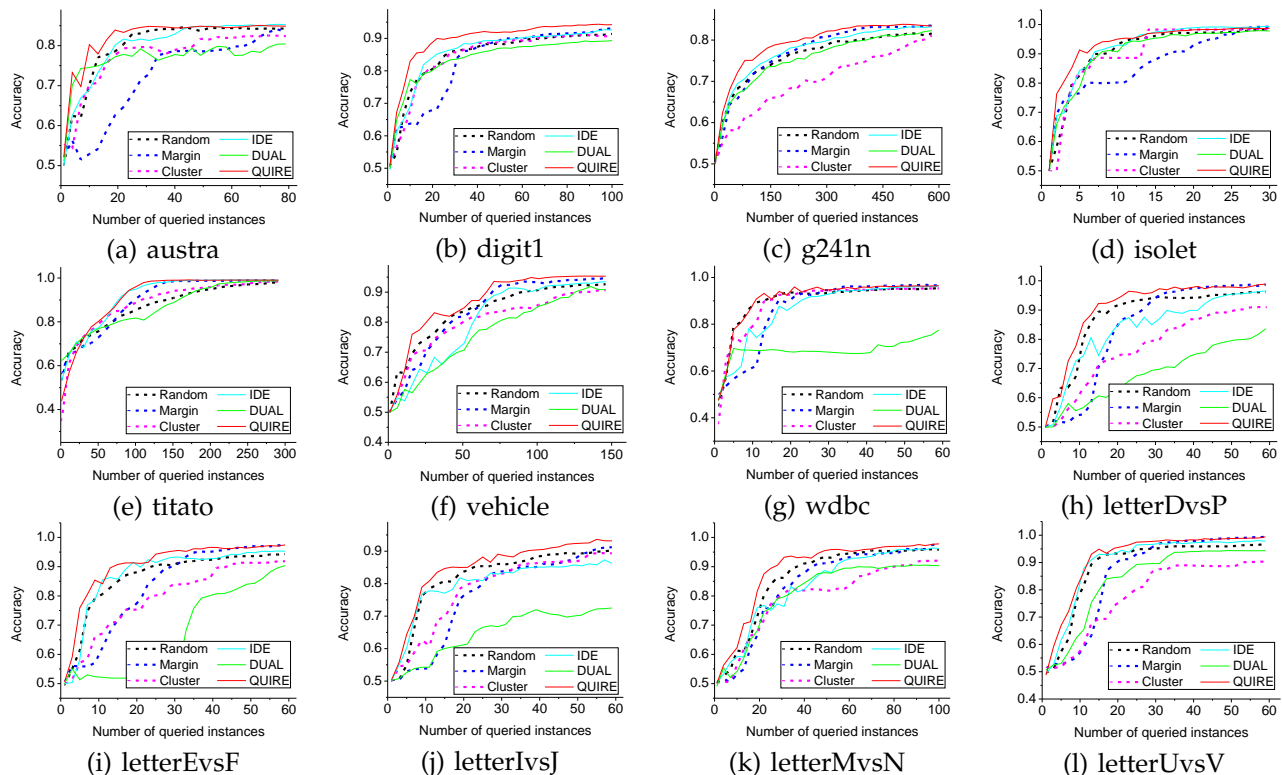 Accuracy
0.8
0.7
0.6
0.5
Random IDE
Margin DUAL
Cluster QUIRE
0 20 40 60 80
Number of queried instances
(a) austra
Accuracy
1.0
0.9
0.8
0.7
0.6
0.5
Random IDE
Margin DUAL
Cluster QUIRE
0 20 40 60 80 100
Number of queried instances
(b) digit1
Accuracy
0.8
0.7
0.6
0.5
Random IDE
Margin DUAL
Cluster QUIRE
0 150 300 450 600
Number of queried instances
(c) g241n
Accuracy
1.0
0.9
0.8
0.7
0.6
0.5
Random IDE
Margin DUAL
Cluster QUIRE
0 5 10 15 20 25 30
Number of queried instances
(d) isolet
Accuracy
1.0
0.8
0.6
0.4
Random IDE
Margin DUAL
Cluster QUIRE
0 50 100 150 200 250 300
Number of queried instances
(e) titato
Accuracy
0.9
0.8
0.7
0.6
0.5
0.4
Random IDE
Margin DUAL
Cluster QUIRE
0 50 100 150
Number of queried instances
(f) vehicle
Accuracy
1.0
0.8
0.6
0.4
Random IDE
Margin DUAL
Cluster QUIRE
0 10 20 30 40 50 60
Number of queried instances
(g) wdbc
Accuracy
1.0
0.9
0.8
0.7
0.6
0.5
Random IDE
Margin DUAL
Cluster QUIRE
0 10 20 30 40 50 60
Number of queried instances
(h) letterDvsP
Accuracy
1.0
0.9
0.8
0.7
0.6
0.5
Random IDE
Margin DUAL
Cluster QUIRE
0 10 20 30 40 50 60
Number of queried instances
(i) letterEvsF
Accuracy
0.9
0.8
0.7
0.6
0.5
Random IDE
Margin DUAL
Cluster QUIRE
0 10 20 30 40 50 60
Number of queried instances
(j) letterIvsJ
Accuracy
1.0
0.9
0.8
0.7
0.6
0.5
Random IDE
Margin DUAL
Cluster QUIRE
0 20 40 60 80 100
Number of queried instances
(k) letterMvsN
Accuracy
1.0
0.9
0.8
0.7
0.6
0.5
0.4
Random IDE
Margin DUAL
Cluster QUIRE
0 10 20 30 40 50 60
Number of queried instances
(l) letterUvsV